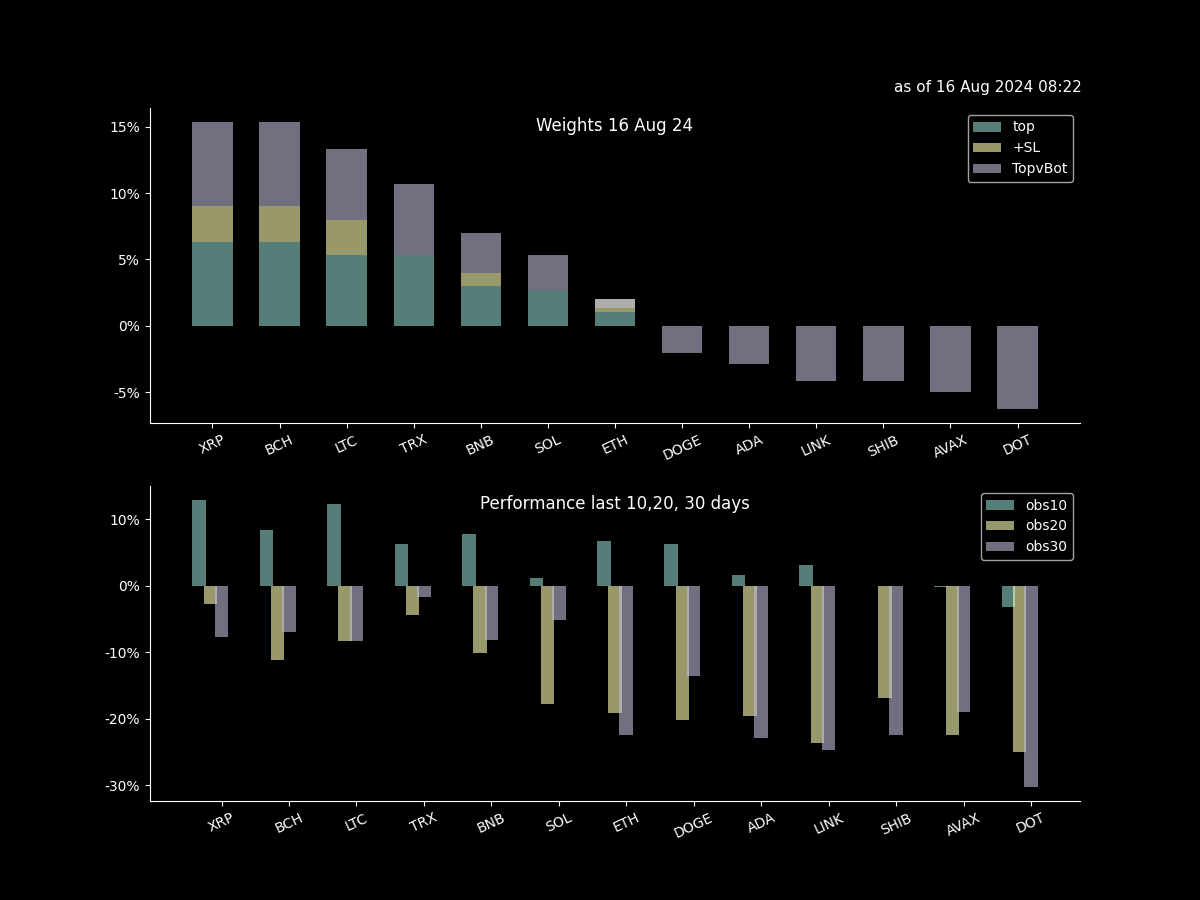 as of 16 Aug 2024 08:22
Weights 16 Aug 24
top
+SL
TopvBot
15%
10%
5%
0%
-5%
XRP BCH LTC TRX BNB SOL ETH DOGE ADA LINK SHIB AVAX DOT
Performance last 10,20, 30 days
obs10
obs20
obs30
10%
0%
-10%
-20%
-30%
XRP BCH LTC TRX BNB SOL ETH DOGE ADA LINK SHIB AVAX DOT